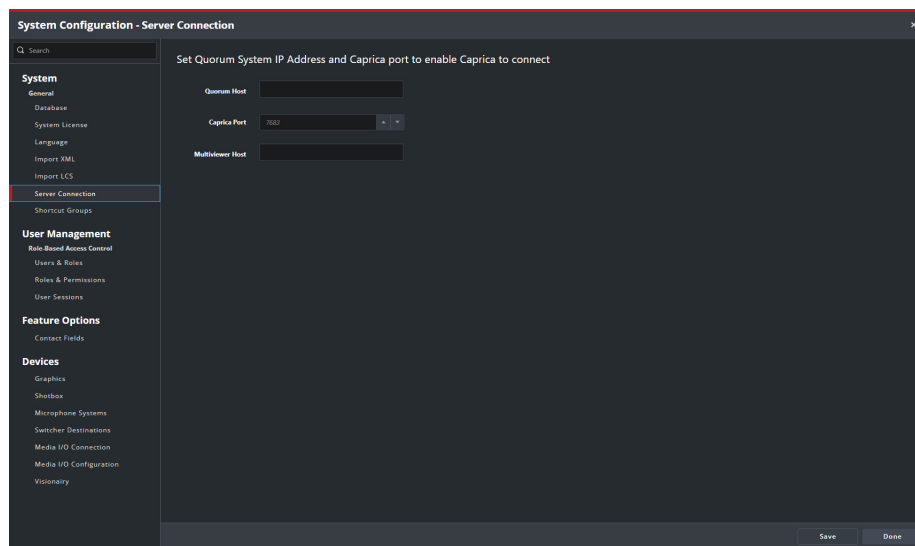 System Configuration - Server Connection
×
Search
Set Quorum System IP Address and Caprica port to enable Caprica to connect
System
General
Database
System License
Language
Import XML
Import LCS
Server Connection
Shortcut Groups
User Management
Role-Based Access Control
Users & Roles
Roles & Permissions
User Sessions
Feature Options
Contact Fields
Devices
Graphics
Shotbox
Microphone Systems
Switcher Destinations
Media I/O Connection
Media I/O Configuration
Visionairy
Quorum Host
Caprica Port 7683
Multiviewer Host
Save Done